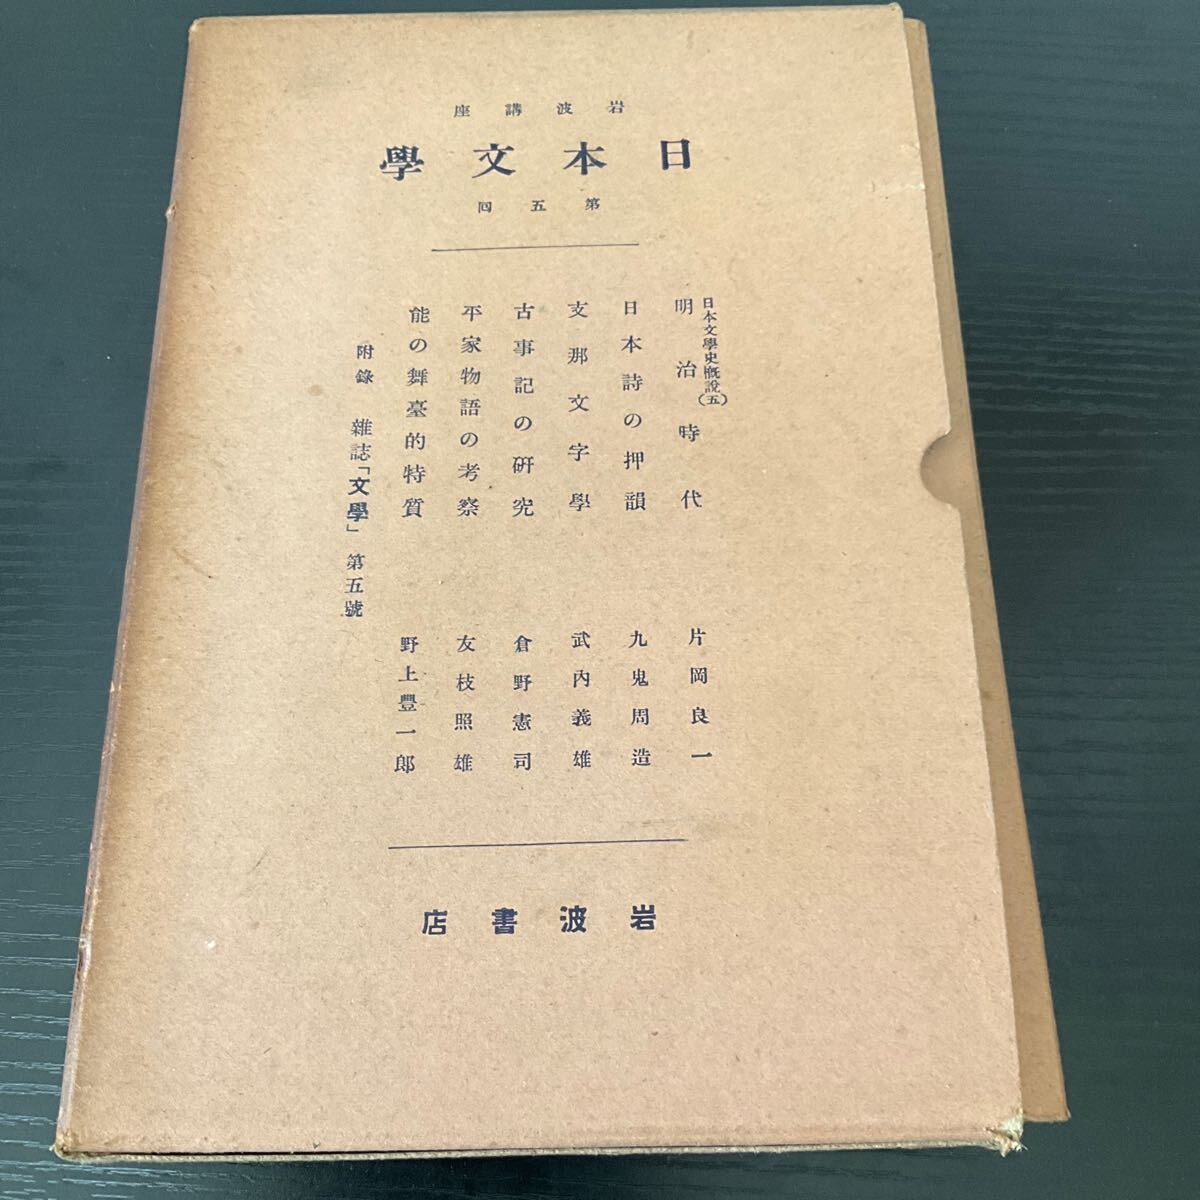 岩波講座
日本文學
第五囘
日本文學史槪說（五）
明治時代 片岡良一
日本詩の押韻 九鬼周造
支那文字學 武內義雄
古事記の硏究 倉野憲司
平家物語の考察 友枝照雄
能の舞臺的特質 野上豐一郎
附錄 雜誌「文學」第五號
岩波書店